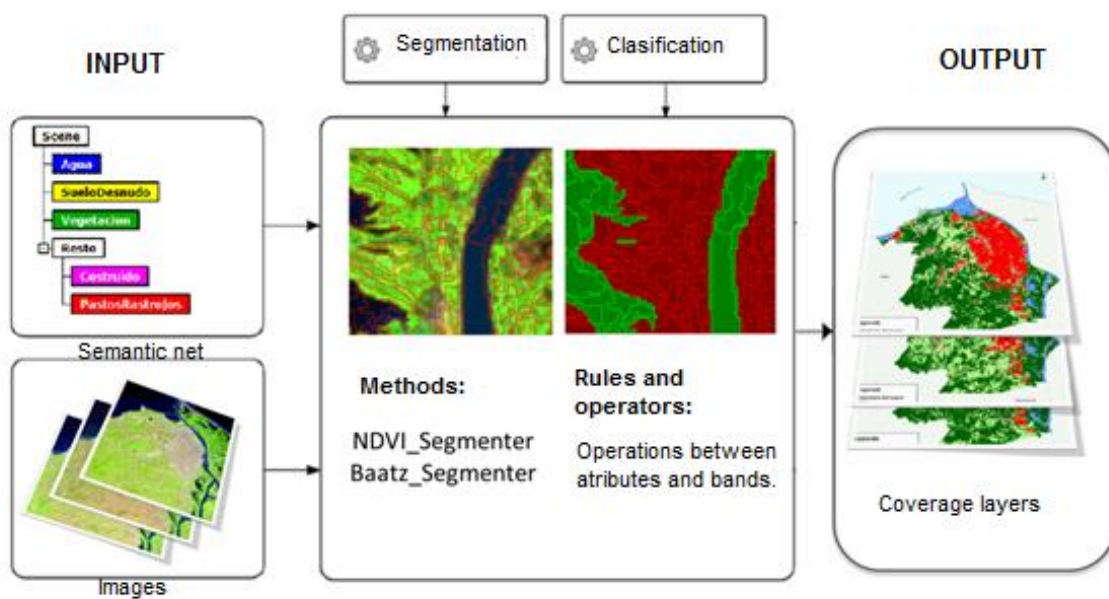 INPUT
Segmentation
Clasification
OUTPUT
Scene
Agua
SueloDesnudo
Vegetacion
Resto
Costruido
PastosRastrojos
Semantic net
Images
Methods:
NDVI_Segmenter
Baatz_Segmenter
Rules and
operators:
Operations between
atributes and bands.
Coverage layers